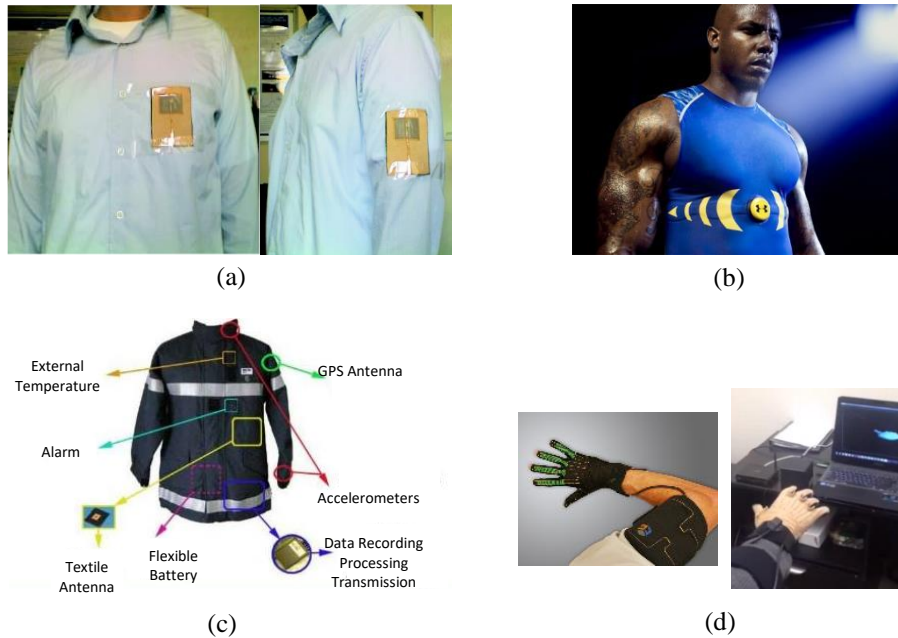 (a)
(b)
External
Temperature
GPS Antenna
Alarm
Accelerometers
Textile
Antenna
Flexible
Battery
Data Recording
Processing
Transmission
(c)
(d)